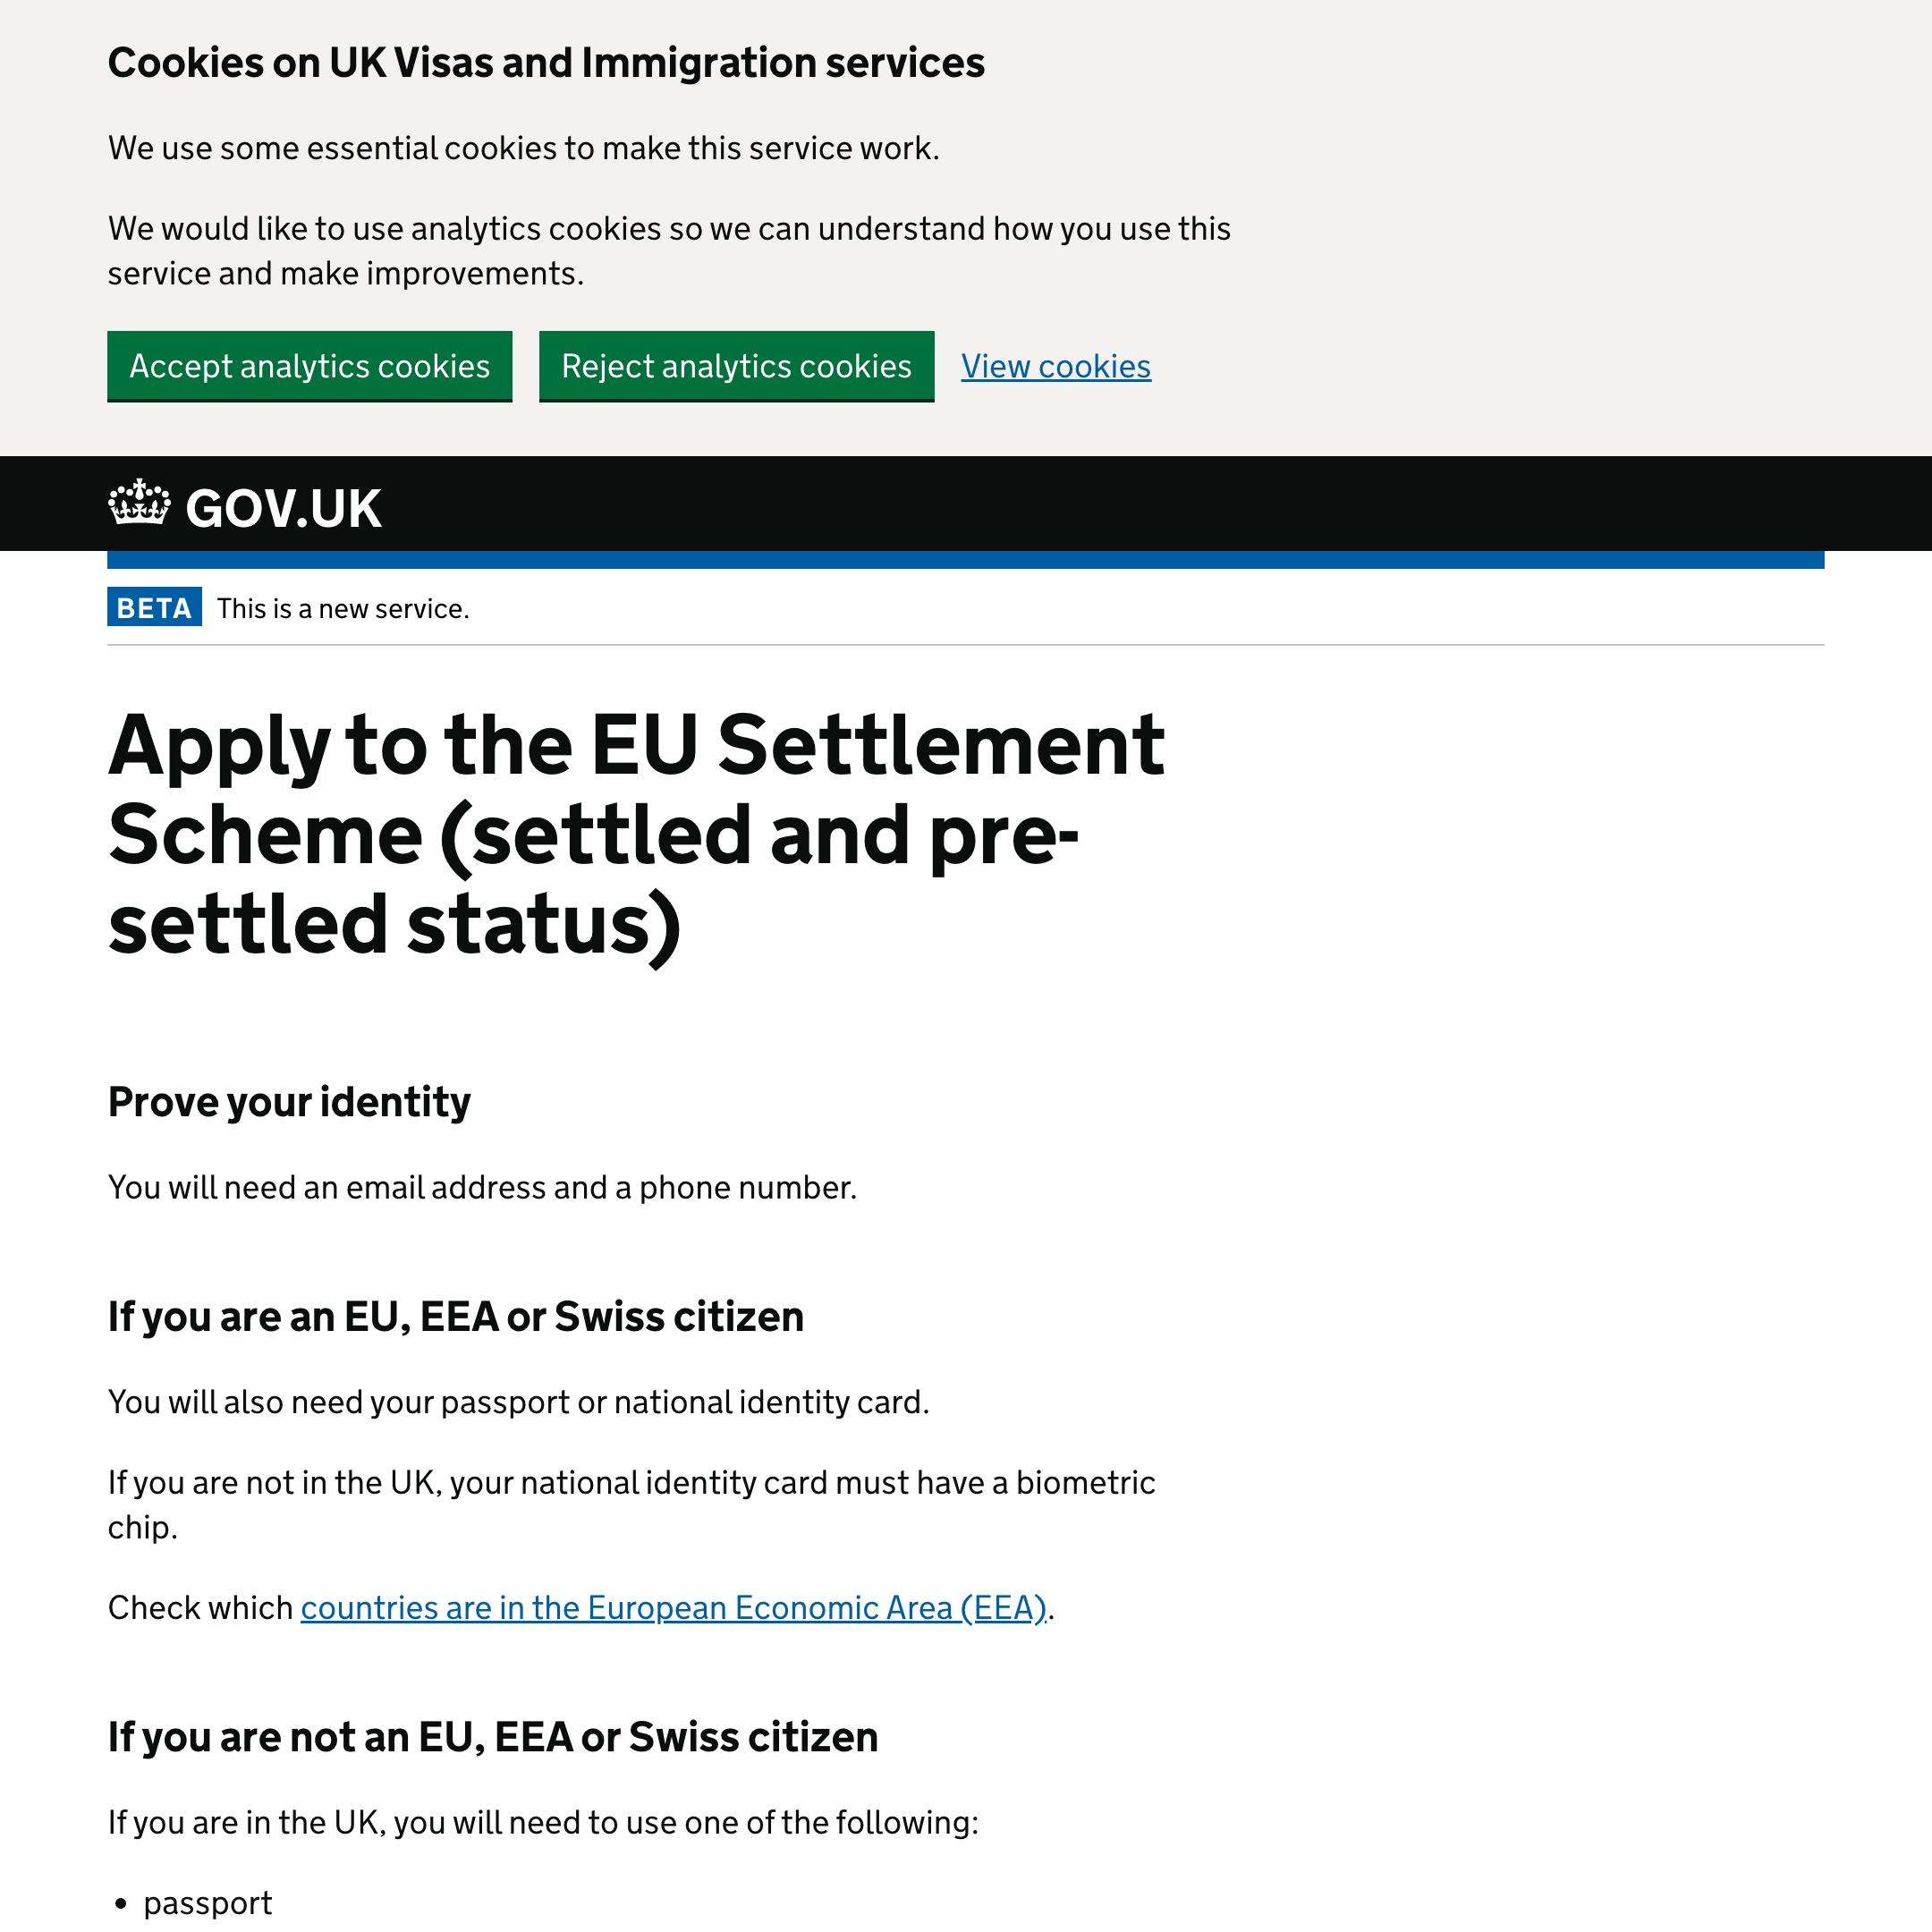 Cookies on UK Visas and Immigration services
We use some essential cookies to make this service work.
We would like to use analytics cookies so we can understand how you use this
service and make improvements.
Accept analytics cookies
Reject analytics cookies
View cookies
GOV.UK
BETA
This is a new service.
Apply to the EU Settlement
Scheme (settled and pre-
settled status)
Prove your identity
You will need an email address and a phone number.
If you are an EU, EEA or Swiss citizen
You will also need your passport or national identity card.
If you are not in the UK, your national identity card must have a biometric
chip.
Check which countries are in the European Economic Area (EEA).
If you are not an EU, EEA or Swiss citizen
If you are in the UK, you will need to use one of the following:
• passport